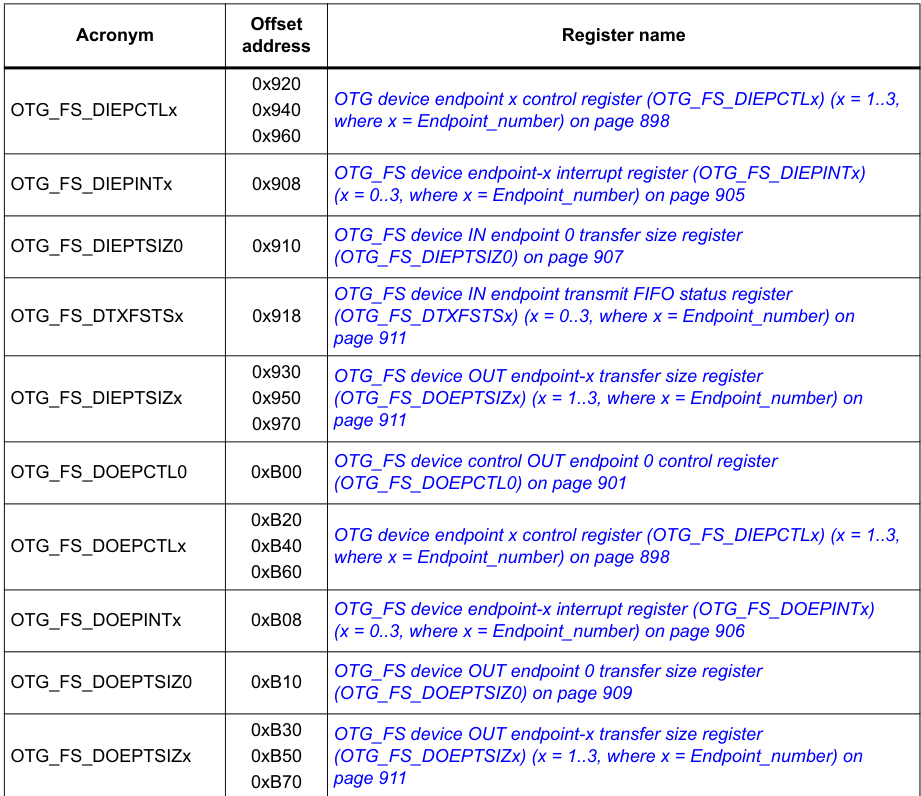 Acronym
Offset
address
Register name
OTG_FS_DIEPCTLx
0x920
0x940
0x960
OTG device endpoint x control register (OTG_FS_DIEPCTLx) (x = 1..3,
where x = Endpoint_number) on page 898
OTG_FS_DIEPINTx
0x908
OTG_FS device endpoint-x interrupt register (OTG_FS_DIEPINTx)
(x = 0..3, where x = Endpoint_number) on page 905
OTG_FS_DIEPTSIZ0
0x910
OTG_FS device IN endpoint 0 transfer size register
(OTG_FS_DIEPTSIZ0) on page 907
OTG_FS_DTXFSTSx
0x918
OTG_FS device IN endpoint transmit FIFO status register
(OTG_FS_DTXFSTSx) (x = 0..3, where x = Endpoint_number) on
page 911
OTG_FS_DIEPTSIZx
0x930
0x950
0x970
OTG_FS device OUT endpoint-x transfer size register
(OTG_FS_DOEPTSIZx) (x = 1..3, where x = Endpoint_number) on
page 911
OTG_FS_DOEPCTL0
0xB00
OTG_FS device control OUT endpoint 0 control register
(OTG_FS_DOEPCTL0) on page 901
OTG_FS_DOEPCTLx
0xB20
0xB40
0xB60
OTG device endpoint x control register (OTG_FS_DIEPCTLx) (x = 1..3,
where x = Endpoint_number) on page 898
OTG_FS_DOEPINTx
0xB08
OTG_FS device endpoint-x interrupt register (OTG_FS_DOEPINTx)
(x = 0..3, where x = Endpoint_number) on page 906
OTG_FS_DOEPTSIZ0
0xB10
OTG_FS device OUT endpoint 0 transfer size register
(OTG_FS_DOEPTSIZ0) on page 909
OTG_FS_DOEPTSIZx
0xB30
0xB50
0xB70
OTG_FS device OUT endpoint-x transfer size register
(OTG_FS_DOEPTSIZx) (x = 1..3, where x = Endpoint_number) on
page 911